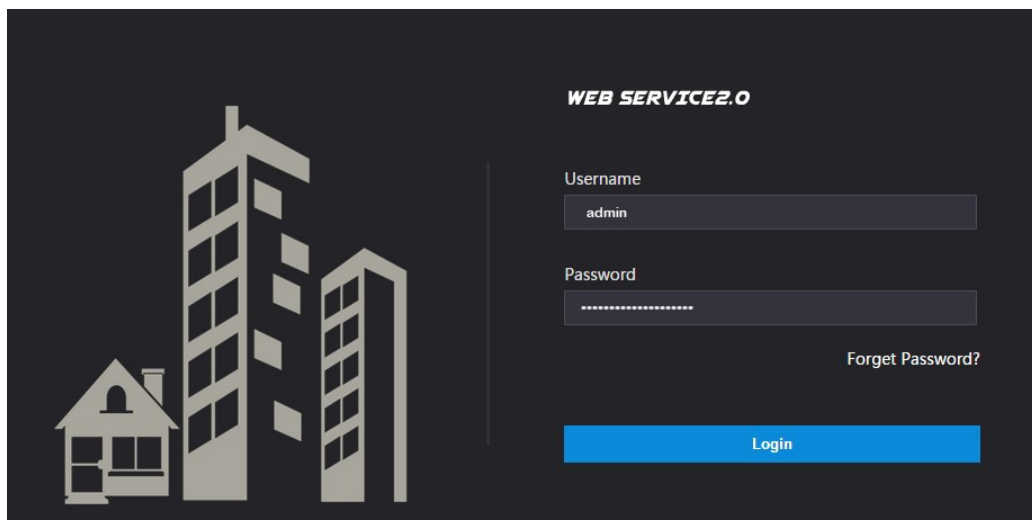 WEB SERVICE2.0
Username
admin
Password
Forget Password?
Login